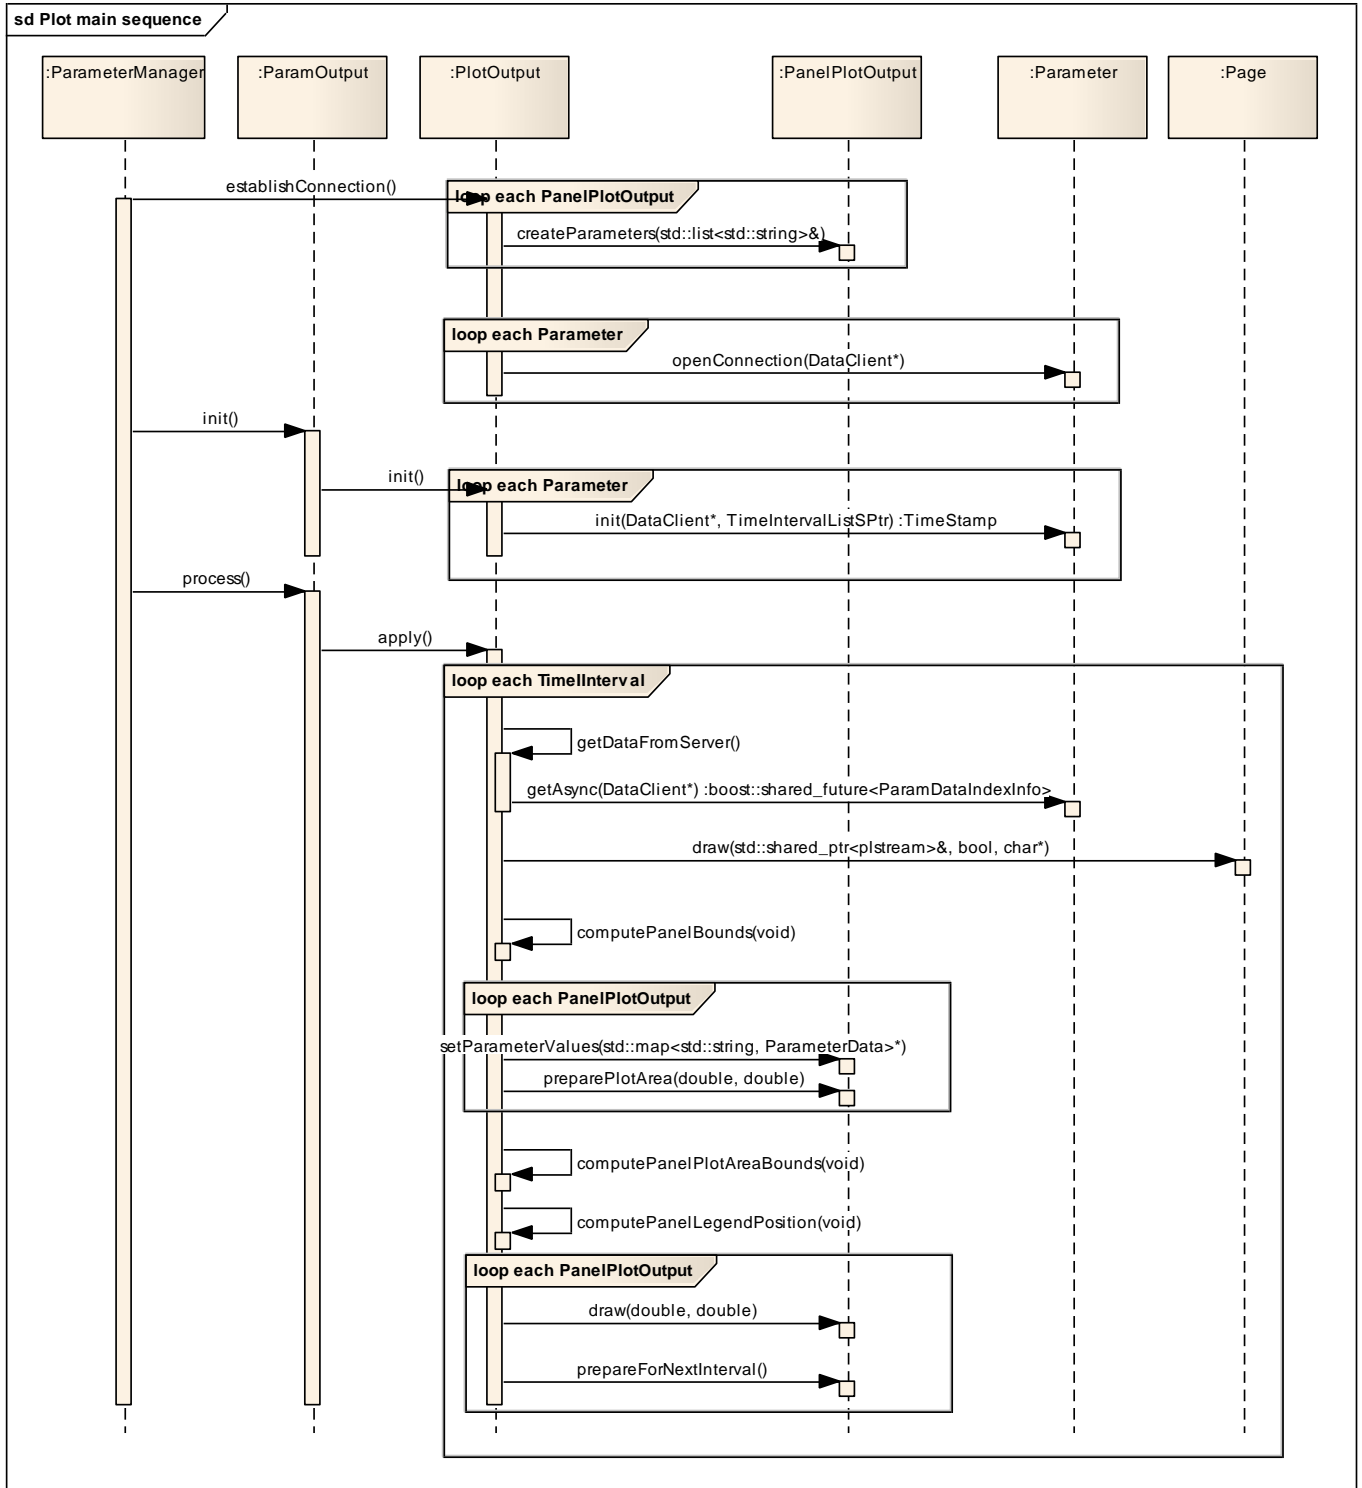 sd Plot main sequence
:ParameterManager
:ParamOutput
:PlotOutput
:PanelPlotOutput
:Parameter
:Page
establishConnection()
loop each PanelPlotOutput
createParameters(std::list<std::string>&)
loop each Parameter
openConnection(DataClient*)
init()
init()
loop each Parameter
init(DataClient*, TimeIntervalListSPtr) :TimeStamp
process()
apply()
loop each TimeIInterval
getDataFromServer()
getAsync(DataClient*) :boost::shared_future<ParamDataIndexInfo>
draw(std::shared_ptr<plstream>&, bool, char*)
computePanelBounds(void)
loop each PanelPlotOutput
setParameterValues(std::map<std::string, ParameterData>*)
preparePlotArea(double, double)
computePanelPlotAreaBounds(void)
computePanelLegendPosition(void)
loop each PanelPlotOutput
draw(double, double)
prepareForNextInterval()